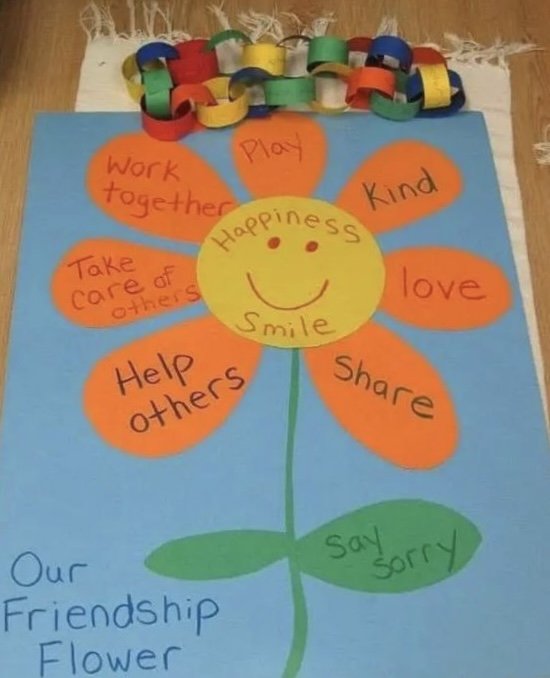 Play
Work
together
Kind
Happiness
Take
care of
others
love
Smile
Help
others
Share
Say
sorry
Our
Friendship
Flower